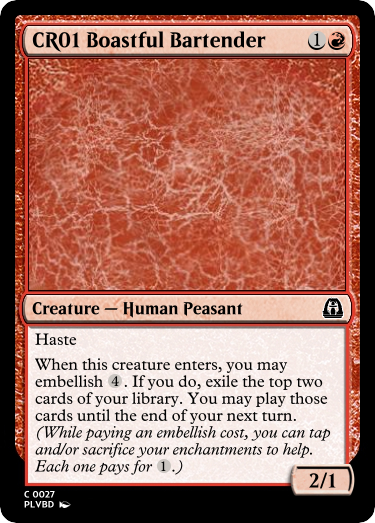 CR01 Boastful Bartender 1
Creature — Human Peasant
Haste
When this creature enters, you may
embellish 4. If you do, exile the top two
cards of your library. You may play those
cards until the end of your next turn.
(While paying an embellish cost, you can tap
and/or sacrifice your enchantments to help.
Each one pays for 1.)
2/1
C 0027
PLVBD